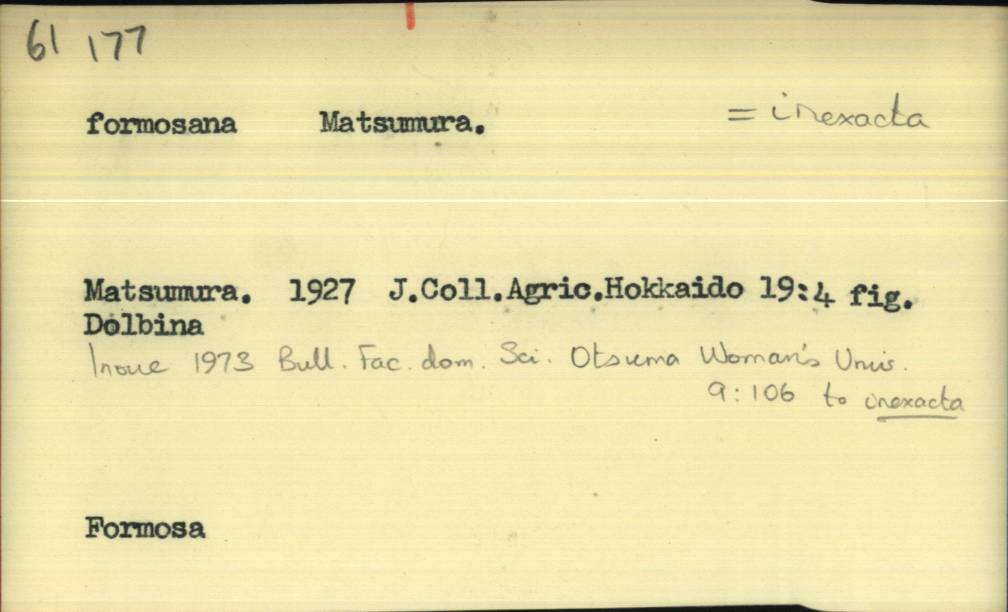 61 177
formosana Matsumura. = inexacta
Matsumura. 1927 J.Coll.Agric.Hokkaido 19:4 fig.
Dolbina
Inoue 1973 Bull. Fac. dom. Sci. Otsuma Woman's Univ.
9:106 to inexacta
Formosa